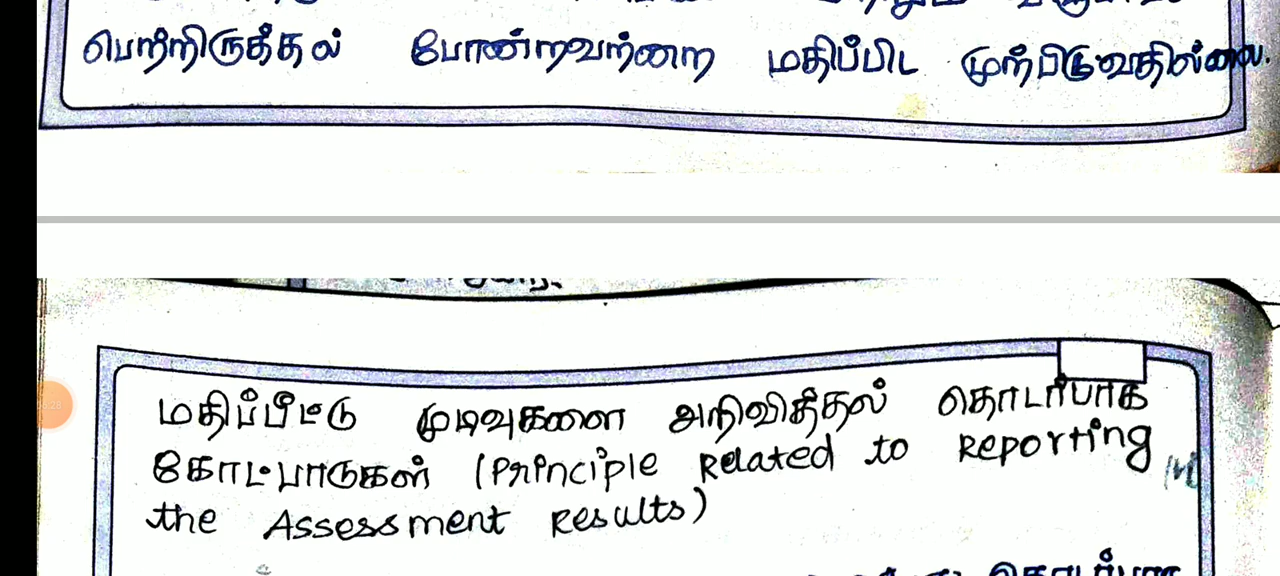 பெற்றிருத்தல் போன்றவற்றை மதிப்பிட முற்படுவதில்லை.
மதிப்பீட்டு முடிவுகளை அறிவித்தல் தொடர்பாக
கோட்பாடுகள் (Principle Related to Reporting
the Assessment Results)